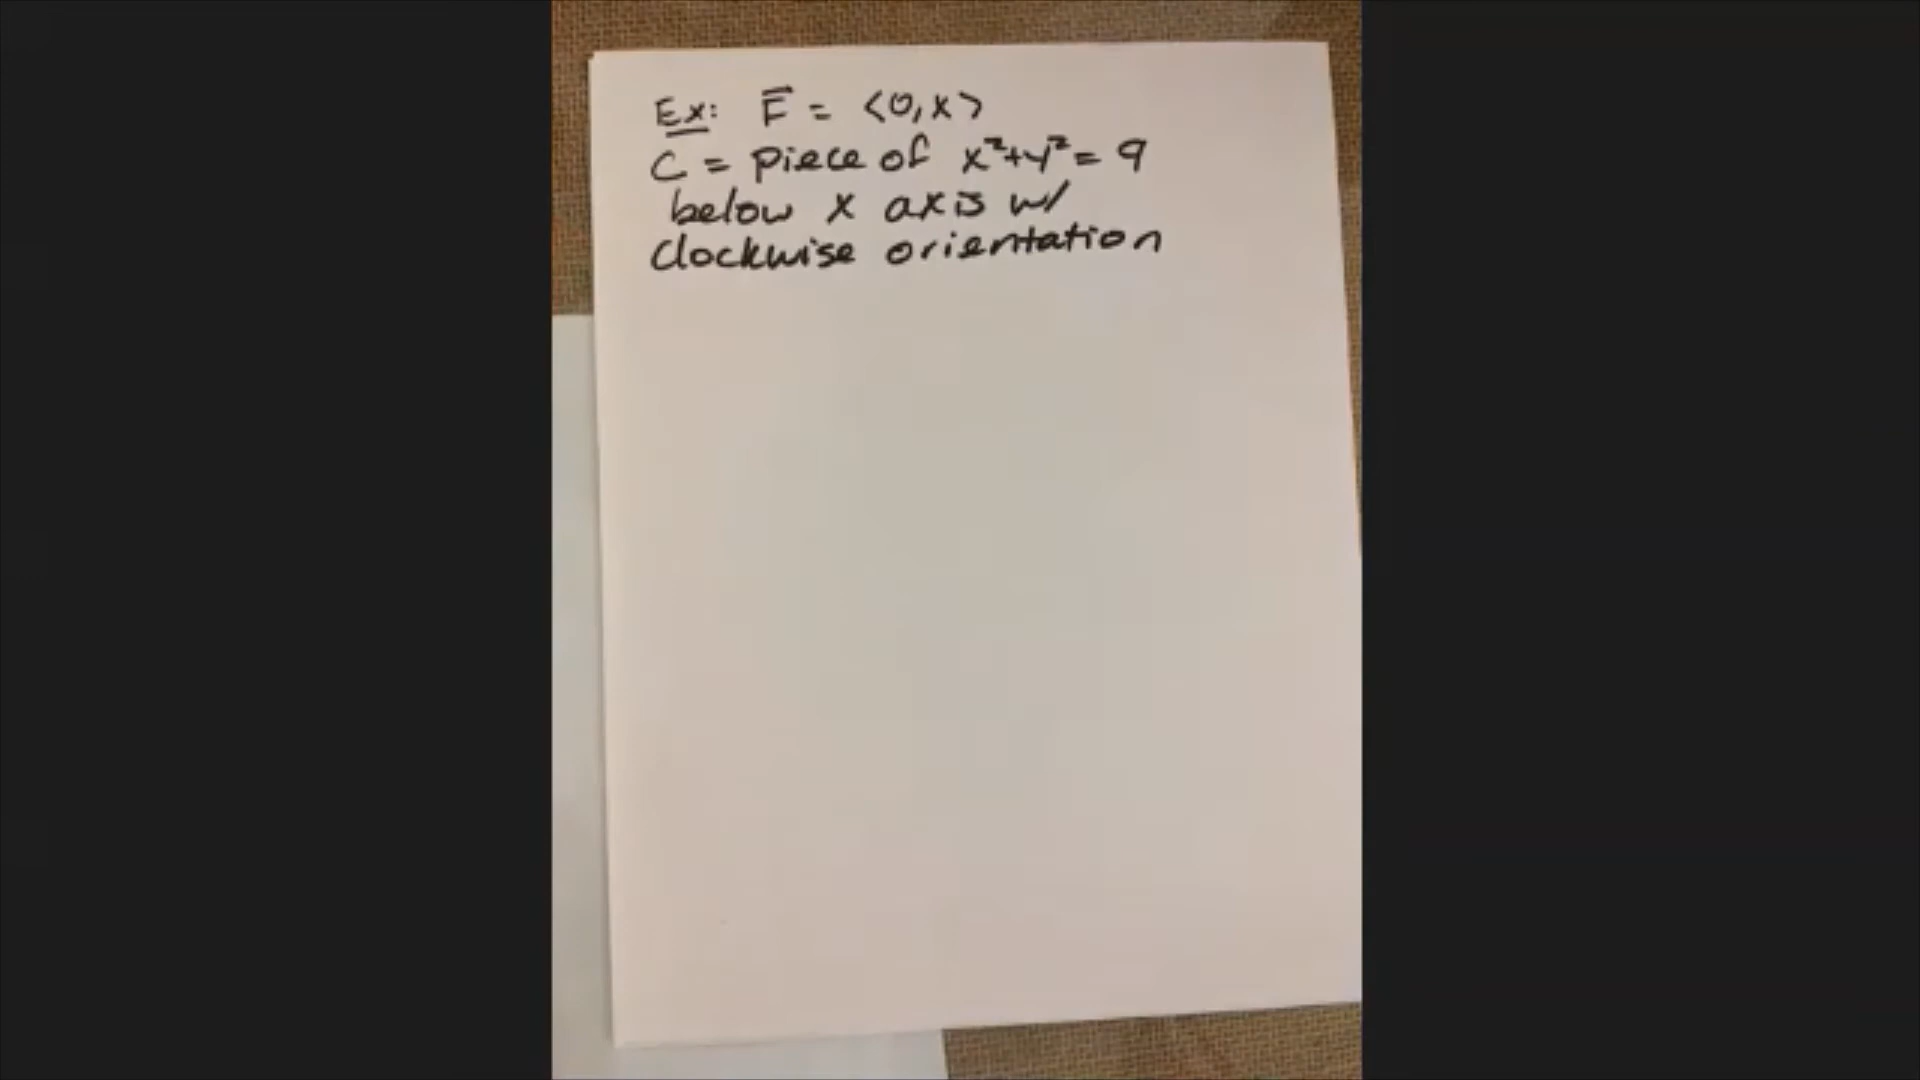 Ex: F⃗ = <0, x>
C = piece of x²+y² = 9
below x axis w/
clockwise orientation